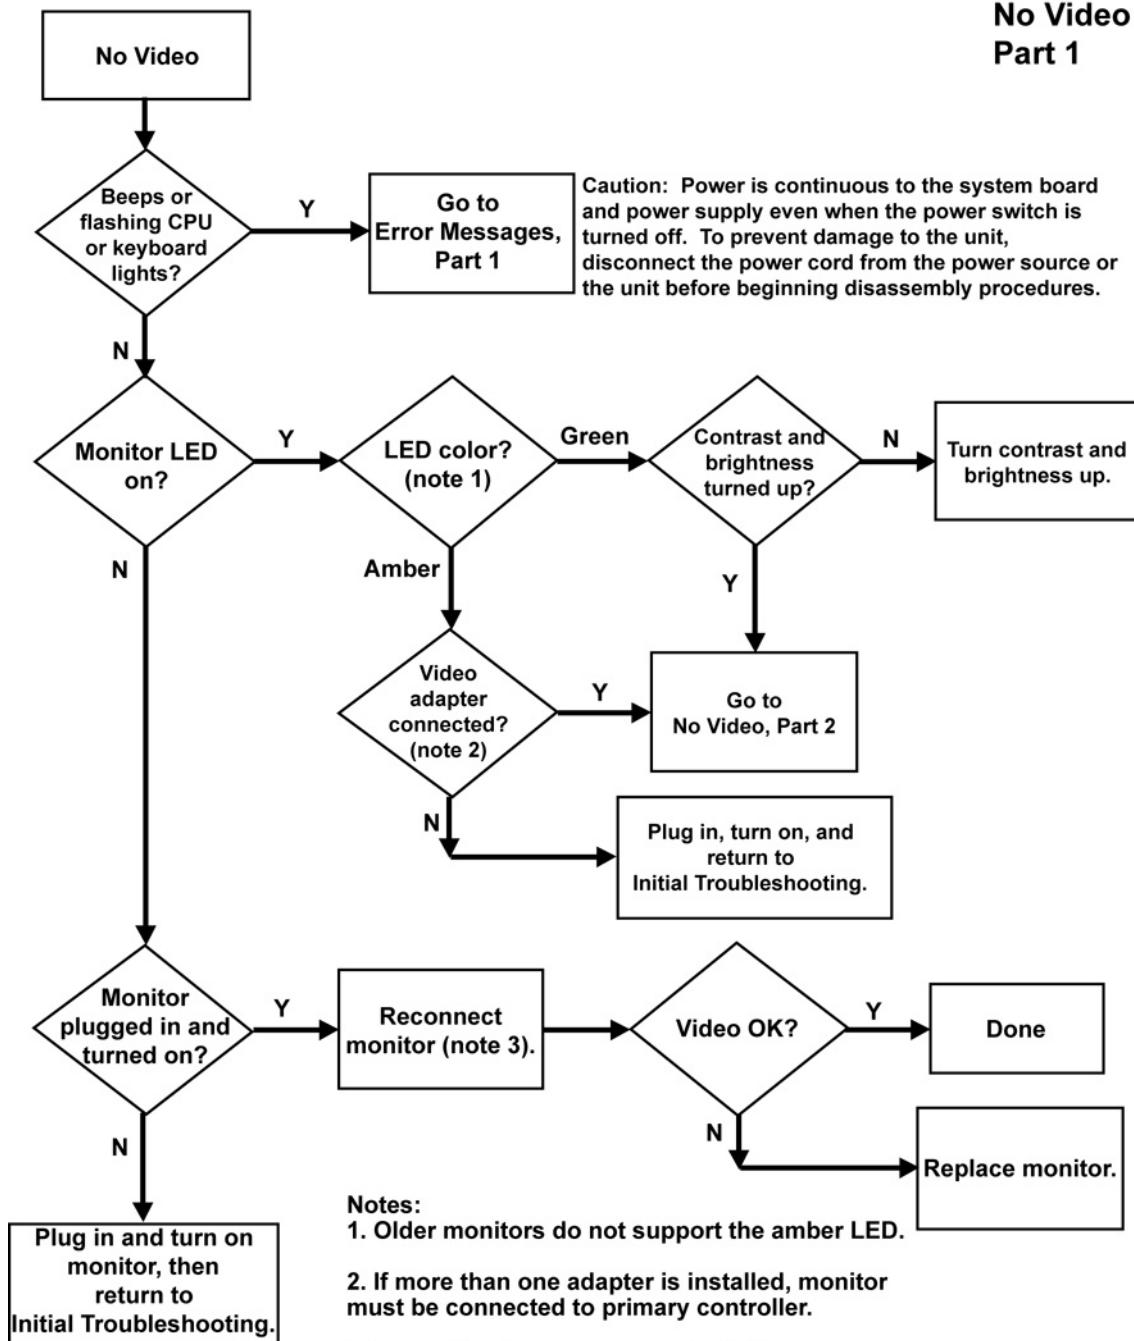 No Video
Part 1
No Video
Beeps or
flashing CPU
or keyboard
lights?
Y
Go to
Error Messages,
Part 1
Caution: Power is continuous to the system board
and power supply even when the power switch is
turned off. To prevent damage to the unit,
disconnect the power cord from the power source or
the unit before beginning disassembly procedures.
N
Monitor LED
on?
Y
LED color?
(note 1)
Green
Contrast and
brightness
turned up?
N
Turn contrast and
brightness up.
N
Amber
Y
Video
adapter
connected?
(note 2)
Y
Go to
No Video, Part 2
N
Plug in, turn on, and
return to
Initial Troubleshooting.
Monitor
plugged in and
turned on?
Y
Reconnect
monitor (note 3).
Video OK?
Y
Done
N
N
Replace monitor.
Plug in and turn on
monitor, then
return to
Initial Troubleshooting.
Notes:
1. Older monitors do not support the amber LED.
2. If more than one adapter is installed, monitor
must be connected to primary controller.